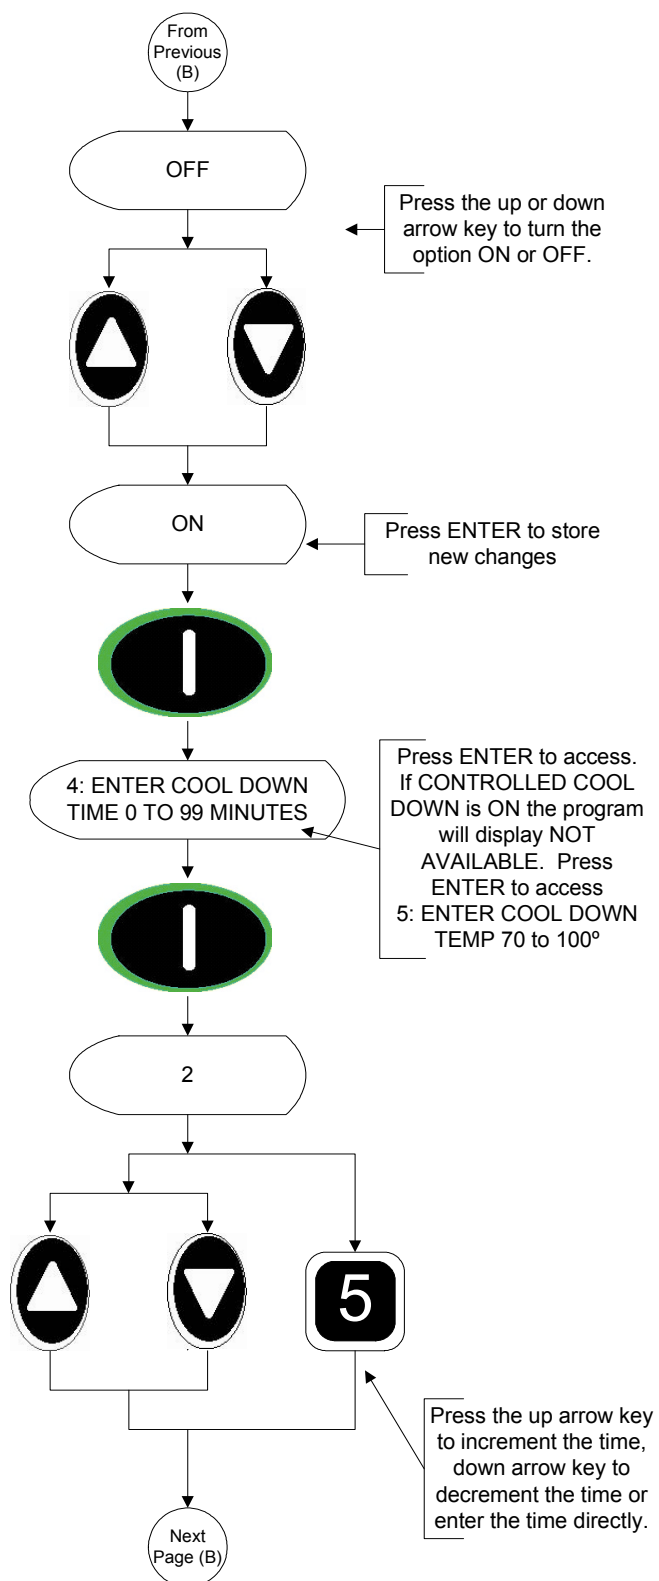 From
Previous
(B)
OFF
Press the up or down
arrow key to turn the
option ON or OFF.
ON
Press ENTER to store
new changes
4: ENTER COOL DOWN
TIME 0 TO 99 MINUTES
Press ENTER to access.
If CONTROLLED COOL
DOWN is ON the program
will display NOT
AVAILABLE.  Press
ENTER to access
5: ENTER COOL DOWN
TEMP 70 to 100º
2
5
Press the up arrow key
to increment the time,
down arrow key to
decrement the time or
enter the time directly.
Next
Page (B)